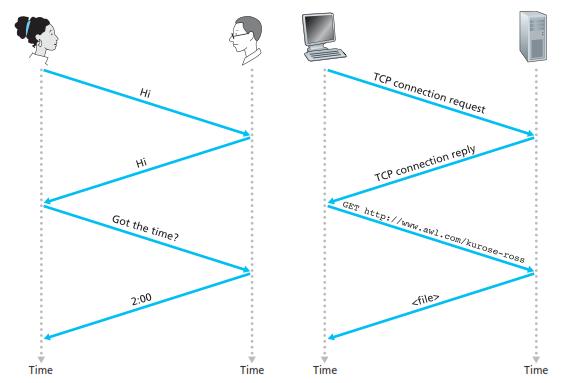 Hi
Hi
Got the time?
2:00
Time
Time
TCP connection request
TCP connection reply
GET http://www.awl.com/kurose-ross
<file>
Time
Time